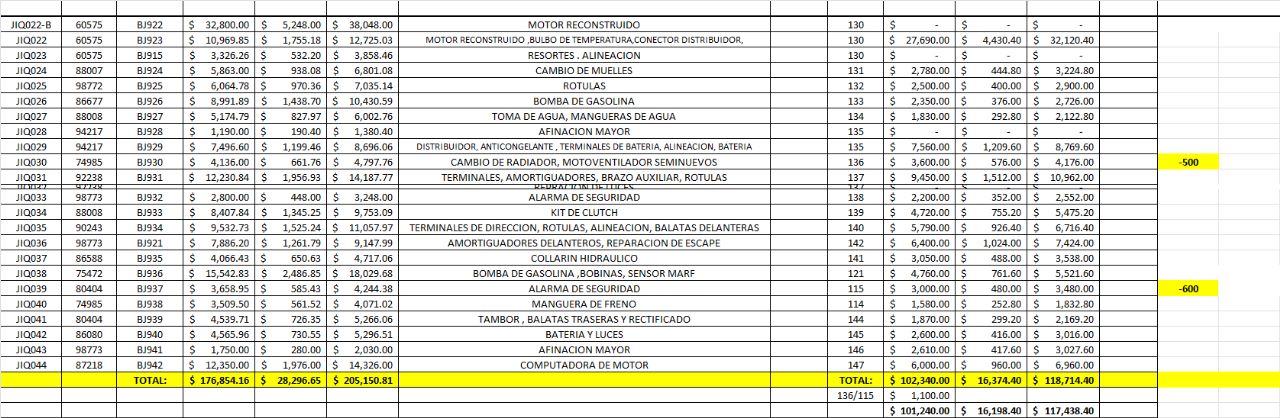 JIQ022-B 60575 BJ922 $ 32,800.00 $ 5,248.00 $ 38,048.00 MOTOR RECONSTRUIDO 130 $ - $ - $ -
JIQ022 60575 BJ923 $ 10,969.85 $ 1,755.18 $ 12,725.03 MOTOR RECONSTRUIDO ,BULBO DE TEMPERATURA,CONECTOR DISTRIBUIDOR, 130 $ 27,690.00 $ 4,430.40 $ 32,120.40
JIQ023 60575 BJ915 $ 3,326.26 $ 532.20 $ 3,858.46 RESORTES . ALINEACION 130 $ - $ - $ -
JIQ024 88007 BJ924 $ 5,863.00 $ 938.08 $ 6,801.08 CAMBIO DE MUELLES 131 $ 2,780.00 $ 444.80 $ 3,224.80
JIQ025 98772 BJ925 $ 6,064.78 $ 970.36 $ 7,035.14 ROTULAS 132 $ 2,500.00 $ 400.00 $ 2,900.00
JIQ026 86677 BJ926 $ 8,991.89 $ 1,438.70 $ 10,430.59 BOMBA DE GASOLINA 133 $ 2,350.00 $ 376.00 $ 2,726.00
JIQ027 88008 BJ927 $ 5,174.79 $ 827.97 $ 6,002.76 TOMA DE AGUA, MANGUERAS DE AGUA 134 $ 1,830.00 $ 292.80 $ 2,122.80
JIQ028 94217 BJ928 $ 1,190.00 $ 190.40 $ 1,380.40 AFINACION MAYOR 135 $ - $ - $ -
JIQ029 94217 BJ929 $ 7,496.60 $ 1,199.46 $ 8,696.06 DISTRIBUIDOR, ANTICONGELANTE , TERMINALES DE BATERIA, ALINEACION, BATERIA 135 $ 7,560.00 $ 1,209.60 $ 8,769.60
JIQ030 74985 BJ930 $ 4,136.00 $ 661.76 $ 4,797.76 CAMBIO DE RADIADOR, MOTOVENTILADOR SEMINUEVOS 136 $ 3,600.00 $ 576.00 $ 4,176.00 -500
JIQ031 92238 BJ931 $ 12,230.84 $ 1,956.93 $ 14,187.77 TERMINALES, AMORTIGUADORES, BRAZO AUXILIAR, ROTULAS 137 $ 9,450.00 $ 1,512.00 $ 10,962.00
JIQ033 98773 BJ932 $ 2,800.00 $ 448.00 $ 3,248.00 ALARMA DE SEGURIDAD 138 $ 2,200.00 $ 352.00 $ 2,552.00
JIQ034 88008 BJ933 $ 8,407.84 $ 1,345.25 $ 9,753.09 KIT DE CLUTCH 139 $ 4,720.00 $ 755.20 $ 5,475.20
JIQ035 90243 BJ934 $ 9,532.73 $ 1,525.24 $ 11,057.97 TERMINALES DE DIRECCION, ROTULAS, ALINEACION, BALATAS DELANTERAS 140 $ 5,790.00 $ 926.40 $ 6,716.40
JIQ036 98773 BJ921 $ 7,886.20 $ 1,261.79 $ 9,147.99 AMORTIGUADORES DELANTEROS, REPARACION DE ESCAPE 142 $ 6,400.00 $ 1,024.00 $ 7,424.00
JIQ037 86588 BJ935 $ 4,066.43 $ 650.63 $ 4,717.06 COLLARIN HIDRAULICO 141 $ 3,050.00 $ 488.00 $ 3,538.00
JIQ038 75472 BJ936 $ 15,542.83 $ 2,486.85 $ 18,029.68 BOMBA DE GASOLINA ,BOBINAS, SENSOR MARF 121 $ 4,760.00 $ 761.60 $ 5,521.60
JIQ039 80404 BJ937 $ 3,658.95 $ 585.43 $ 4,244.38 ALARMA DE SEGURIDAD 115 $ 3,000.00 $ 480.00 $ 3,480.00 -600
JIQ040 74985 BJ938 $ 3,509.50 $ 561.52 $ 4,071.02 MANGUERA DE FRENO 114 $ 1,580.00 $ 252.80 $ 1,832.80
JIQ041 80404 BJ939 $ 4,539.71 $ 726.35 $ 5,266.06 TAMBOR , BALATAS TRASERAS Y RECTIFICADO 144 $ 1,870.00 $ 299.20 $ 2,169.20
JIQ042 86080 BJ940 $ 4,565.96 $ 730.55 $ 5,296.51 BATERIA Y LUCES 145 $ 2,600.00 $ 416.00 $ 3,016.00
JIQ043 98773 BJ941 $ 1,750.00 $ 280.00 $ 2,030.00 AFINACION MAYOR 146 $ 2,610.00 $ 417.60 $ 3,027.60
JIQ044 87218 BJ942 $ 12,350.00 $ 1,976.00 $ 14,326.00 COMPUTADORA DE MOTOR 147 $ 6,000.00 $ 960.00 $ 6,960.00
TOTAL: $ 176,854.16 $ 28,296.65 $ 205,150.81 TOTAL: $ 102,340.00 $ 16,374.40 $ 118,714.40
136/115 $ 1,100.00
$ 101,240.00 $ 16,198.40 $ 117,438.40